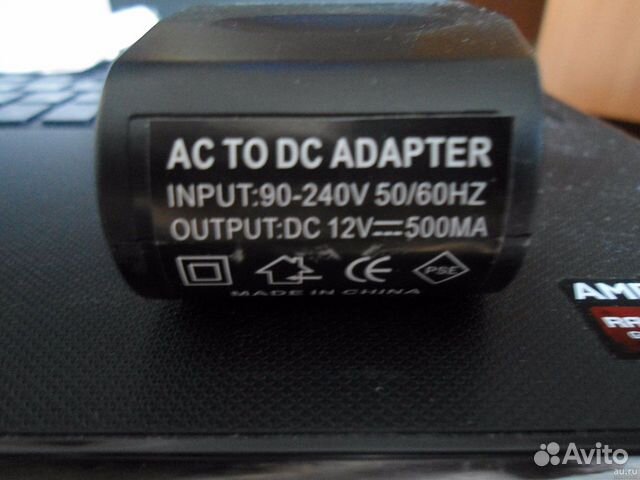 AC TO DC ADAPTER
INPUT:90-240V 50/60HZ
OUTPUT:DC 12V⎓500MA
CE PSE
MADE IN CHINA
AMD
Avito
au.ru